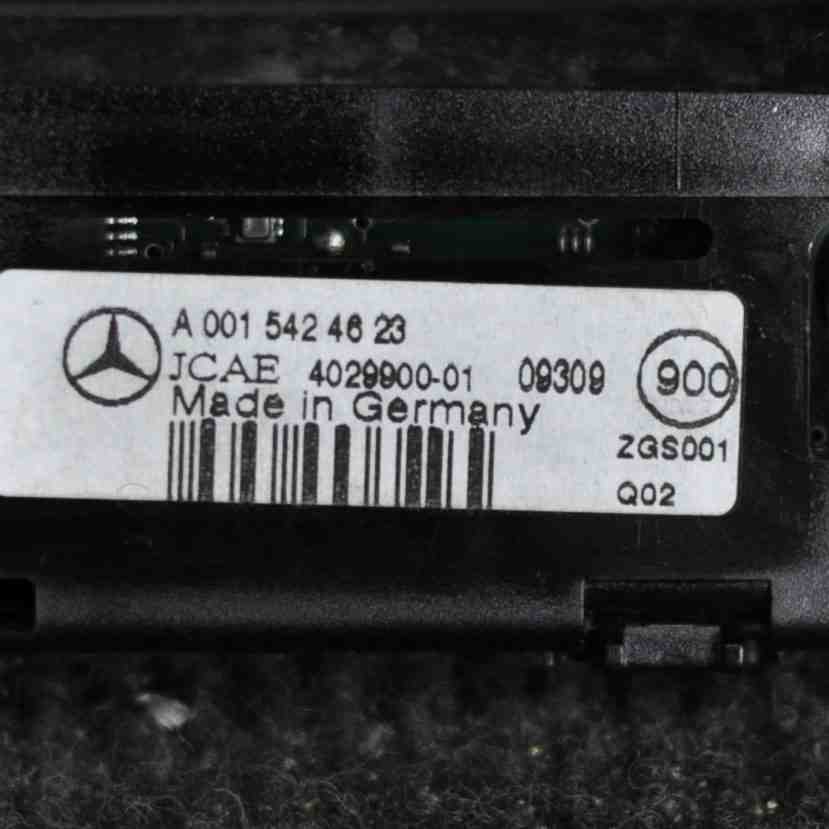 A 001 542 46 23
JCAE 4029900-01 09309 900
Made in Germany
ZGS001
Q02